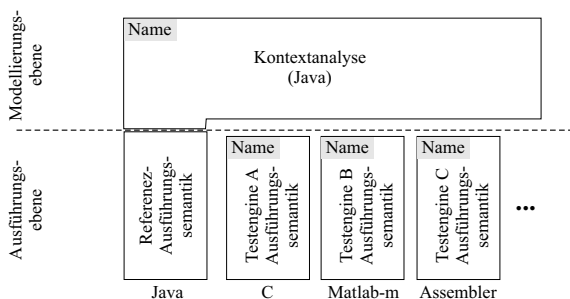 Modellierungs-
ebene
Name
Kontextanalyse
(Java)
Ausführungs-
ebene
Referenz-
Ausführungs-
semantik
Name
Testengine A
Ausführungs-
semantik
Name
Testengine B
Ausführungs-
semantik
Name
Testengine C
Ausführungs-
semantik
...
Java
C
Matlab-m
Assembler